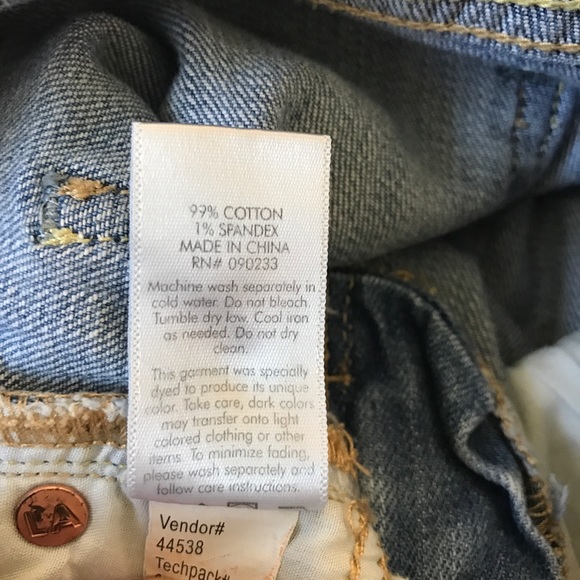 99% COTTON
1% SPANDEX
MADE IN CHINA
RN# 090233
Machine wash separately in
cold water. Do not bleach.
Tumble dry low. Cool iron
as needed. Do not dry
clean.
This garment was specially
dyed to produce its unique
color. Take care, dark colors
may transfer onto light
colored clothing or other
items. To minimize fading,
please wash separately and
follow care instructions.
Vendor#
44538
Techpack#